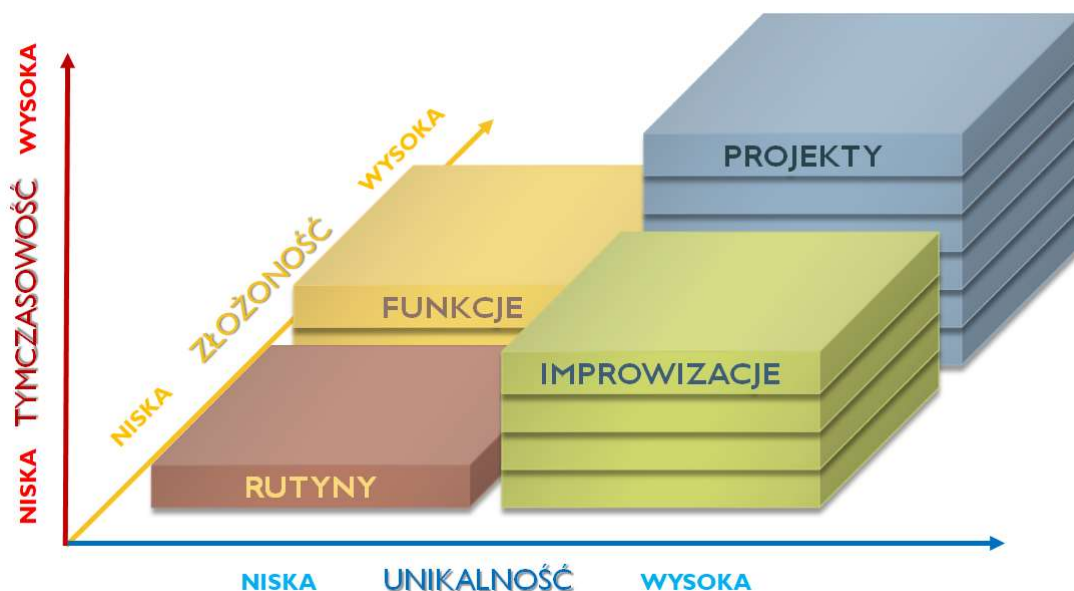 WYSOKA
TYMCZASOWOŚĆ
NISKA
WYSOKA
ZŁOŻONOŚĆ
NISKA
PROJEKTY
FUNKCJE
IMPROWIZACJE
RUTYNY
NISKA UNIKALNOŚĆ WYSOKA